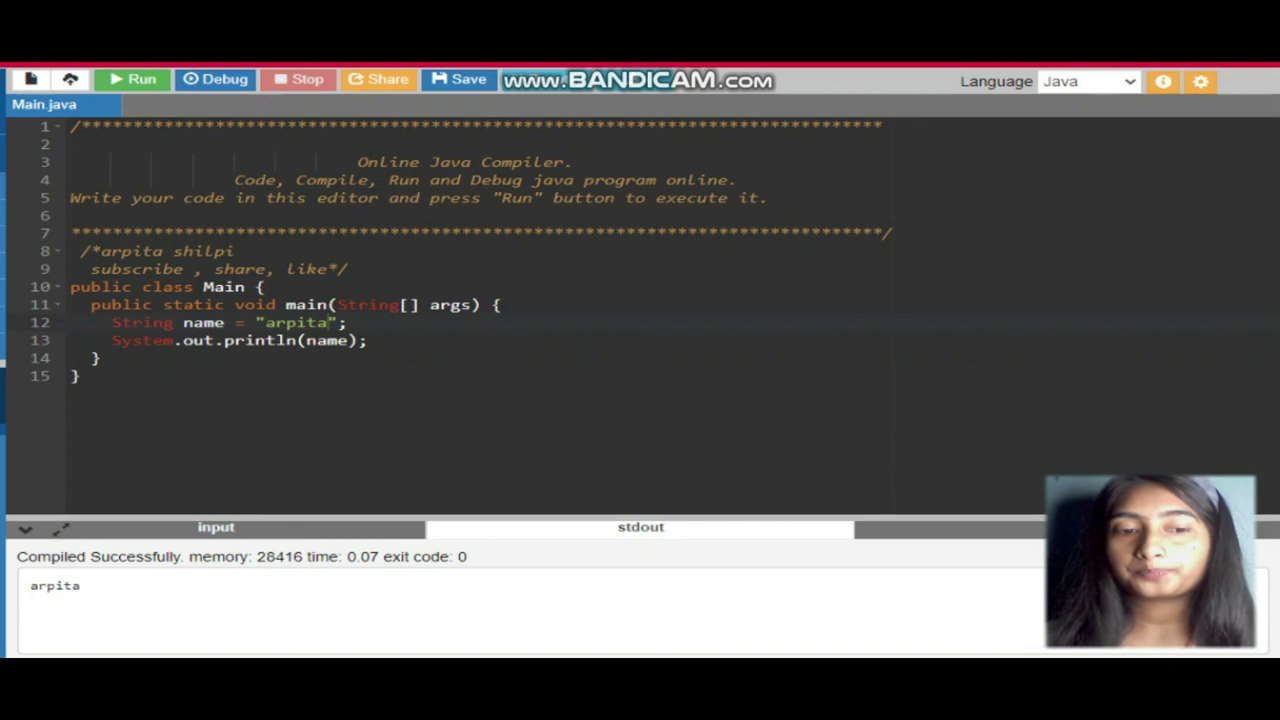 Run Debug Stop Share Save www.BANDICAM.com Language Java
Main.java
1 /******************************************************************************
2
3 Online Java Compiler.
4 Code, Compile, Run and Debug java program online.
5 Write your code in this editor and press "Run" button to execute it.
6
7 *******************************************************************************/
8 /*arpita shilpi
9 subscribe , share, like*/
10 public class Main {
11 public static void main(String[] args) {
12 String name = "arpita";
13 System.out.println(name);
14 }
15 }
input stdout
Compiled Successfully. memory: 28416 time: 0.07 exit code: 0
arpita